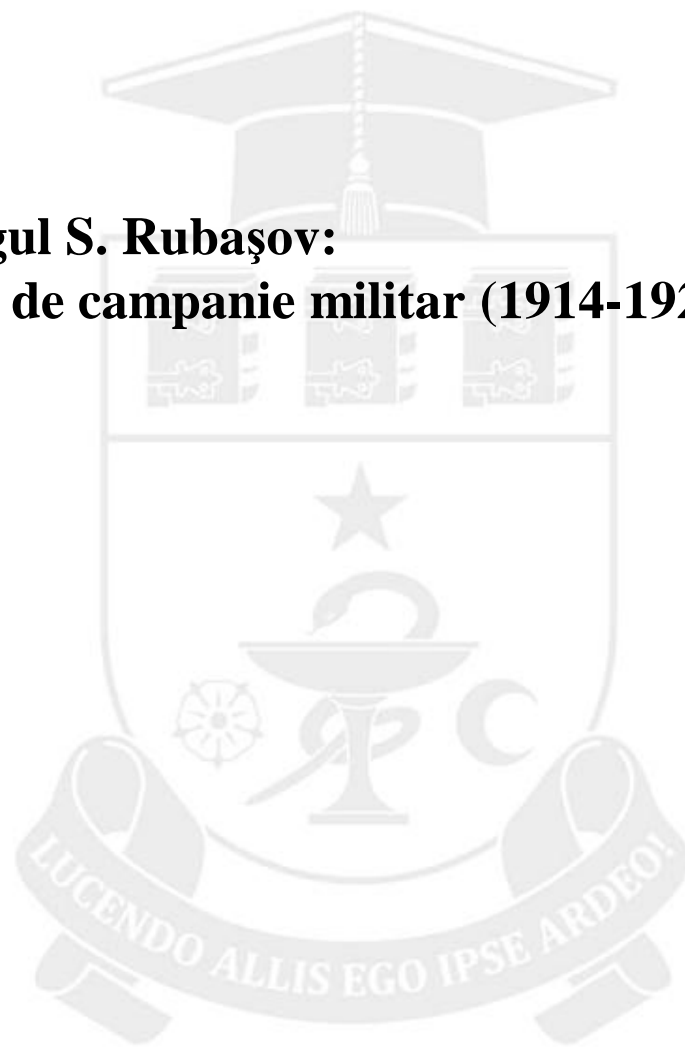 gul S. Rubaşov:
de campanie militar (1914-192
LUCENDO ALLIS EGO IPSE ARDEO!